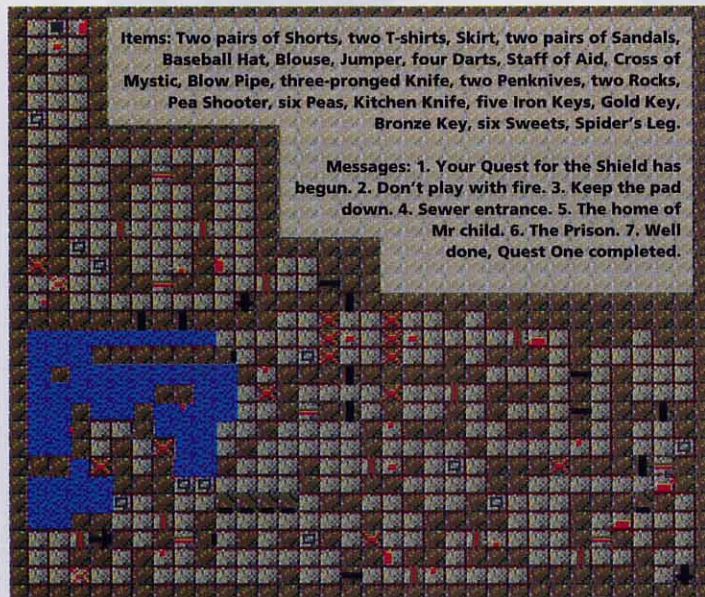 Items: Two pairs of Shorts, two T-shirts, Skirt, two pairs of Sandals,
Baseball Hat, Blouse, Jumper, four Darts, Staff of Aid, Cross of
Mystic, Blow Pipe, three-pronged Knife, two Penknives, two Rocks,
Pea Shooter, six Peas, Kitchen Knife, five Iron Keys, Gold Key,
Bronze Key, six Sweets, Spider's Leg.
Messages: 1. Your Quest for the Shield has
begun. 2. Don't play with fire. 3. Keep the pad
down. 4. Sewer entrance. 5. The home of
Mr child. 6. The Prison. 7. Well
done, Quest One completed.